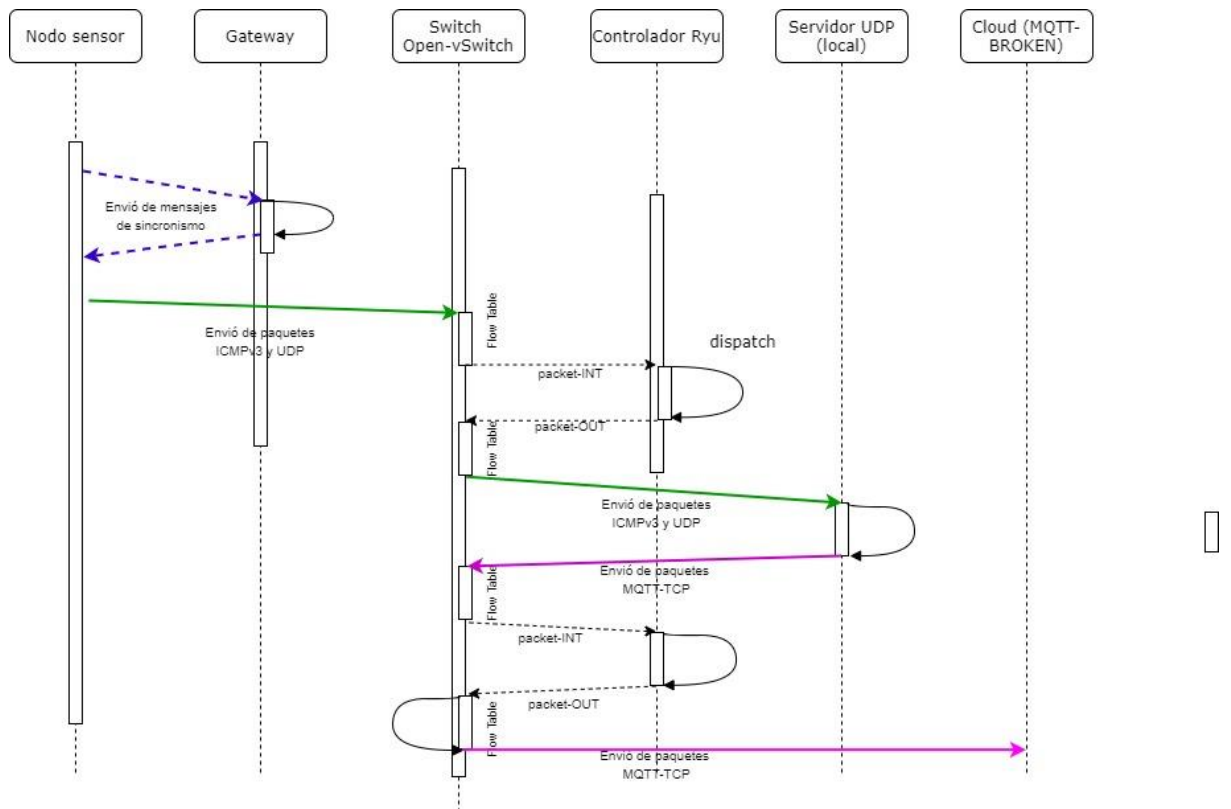 Nodo sensor
Gateway
Switch
Open-vSwitch
Controlador Ryu
Servidor UDP
(local)
Cloud (MQTT-
BROKEN)
Envió de mensajes
de sincronismo
Envió de paquetes
ICMPv3 y UDP
Flow Table
dispatch
packet-INT
packet-OUT
Flow Table
Envió de paquetes
ICMPv3 y UDP
Envió de paquetes
MQTT-TCP
Flow Table
packet-INT
packet-OUT
Flow Table
Envió de paquetes
MQTT-TCP